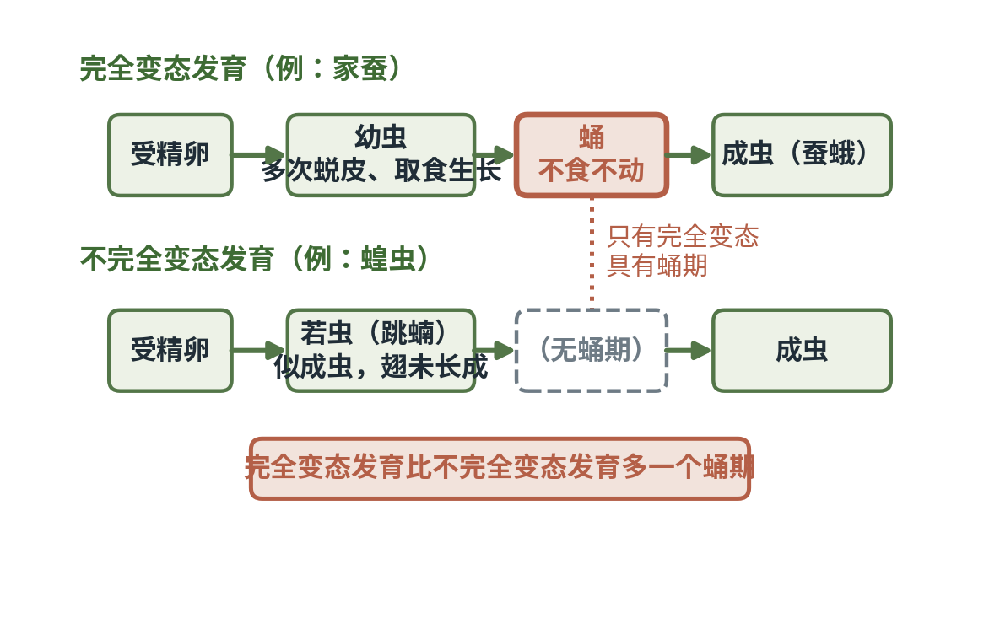 完全变态发育（例：家蚕）
受精卵
幼虫
多次蜕皮、取食生长
蛹
不食不动
成虫（蚕蛾）
只有完全变态
具有蛹期
不完全变态发育（例：蝗虫）
受精卵
若虫（跳蝻）
似成虫，翅未长成
（无蛹期）
成虫
完全变态发育比不完全变态发育多一个蛹期